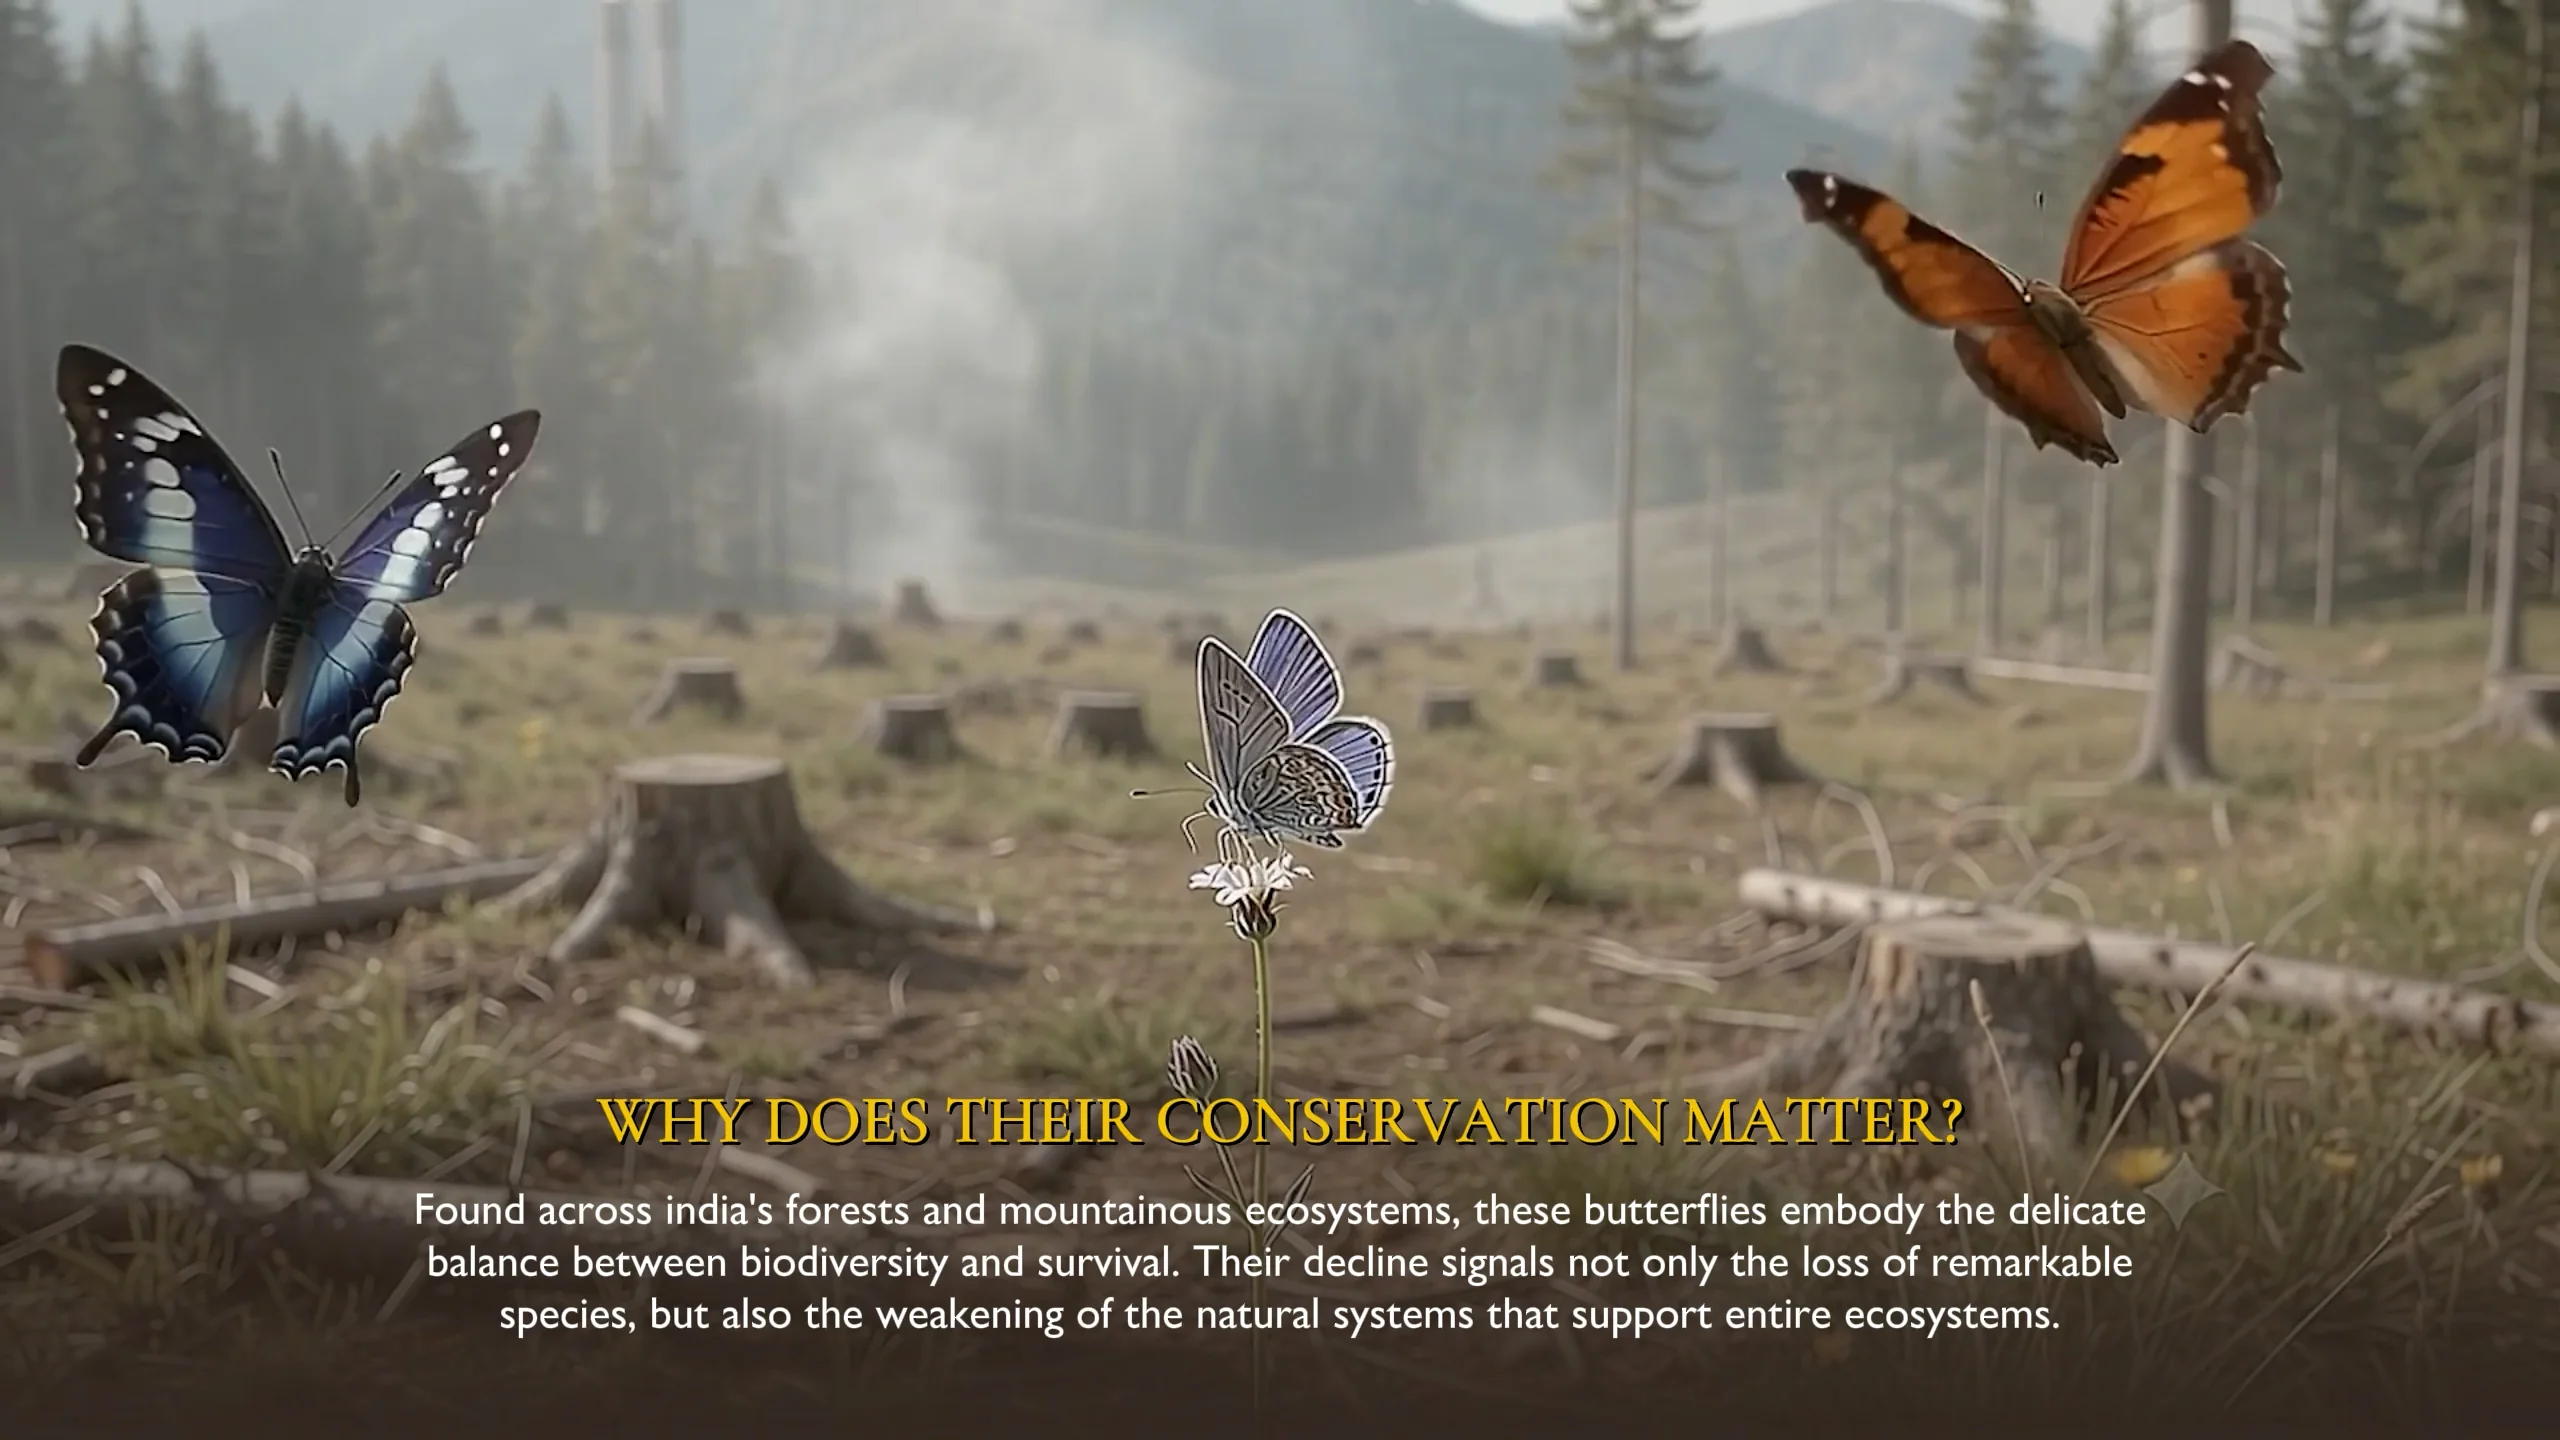 WHY DOES THEIR CONSERVATION MATTER?
Found across india's forests and mountainous ecosystems, these butterflies embody the delicate
balance between biodiversity and survival. Their decline signals not only the loss of remarkable
species, but also the weakening of the natural systems that support entire ecosystems.